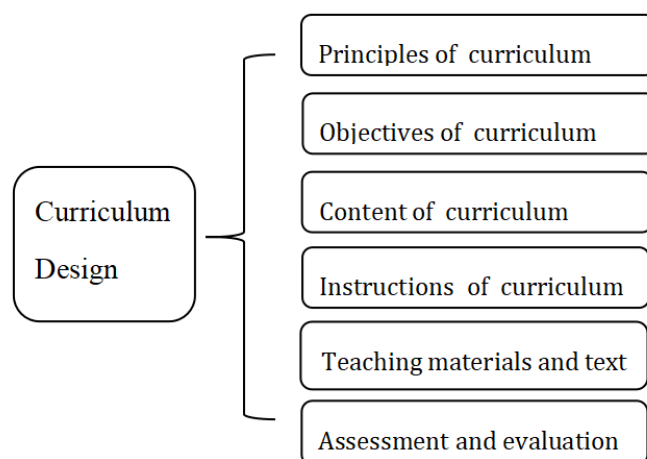 Curriculum
Design
Principles of curriculum
Objectives of curriculum
Content of curriculum
Instructions of curriculum
Teaching materials and text
Assessment and evaluation